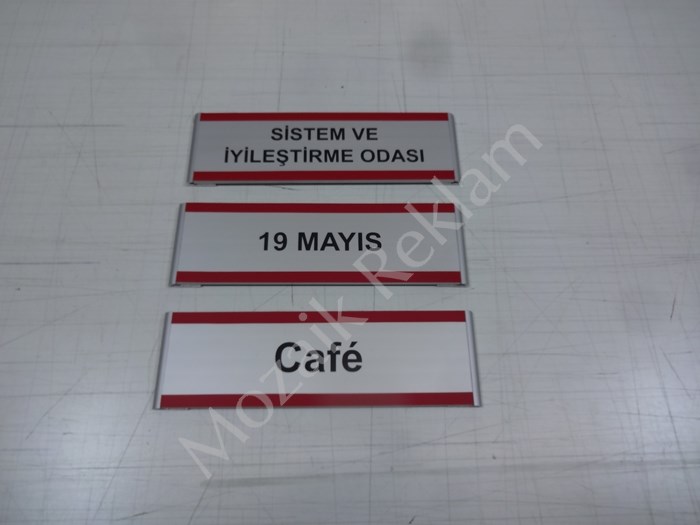 SİSTEM VE
İYİLEŞTİRME ODASI
19 MAYIS
Café
Mozaik Reklam